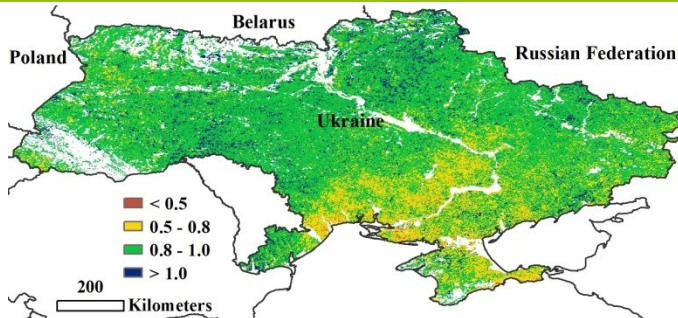 Belarus
Poland
Russian Federation
Ukraine
< 0.5
0.5 - 0.8
0.8 - 1.0
> 1.0
200
Kilometers